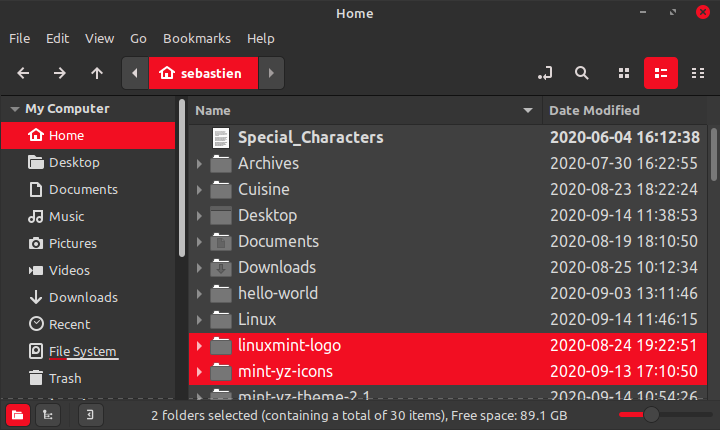 Home
File Edit View Go Bookmarks Help
sebastien
My Computer
Home
Desktop
Documents
Music
Pictures
Videos
Downloads
Recent
File System
Trash
Name Date Modified
Special_Characters 2020-06-04 16:12:38
Archives 2020-07-30 16:22:55
Cuisine 2020-08-23 18:22:24
Desktop 2020-09-14 11:38:53
Documents 2020-08-19 18:10:50
Downloads 2020-08-25 10:12:34
hello-world 2020-09-03 13:11:46
Linux 2020-09-14 11:46:15
linuxmint-logo 2020-08-24 19:22:51
mint-yz-icons 2020-09-13 17:10:50
mint-yz-theme-2.1 2020-09-14 10:54:26
2 folders selected (containing a total of 30 items), Free space: 89.1 GB